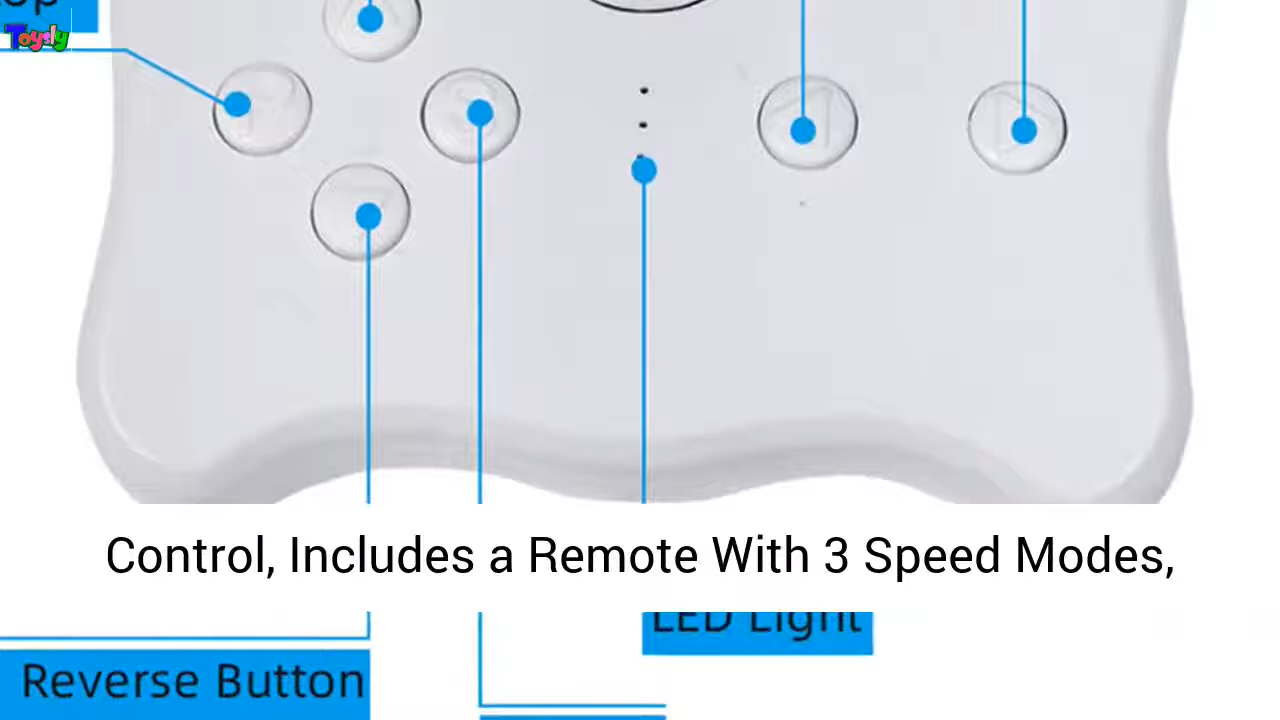 Toysly
Control, Includes a Remote With 3 Speed Modes,
LED Light
Reverse Button